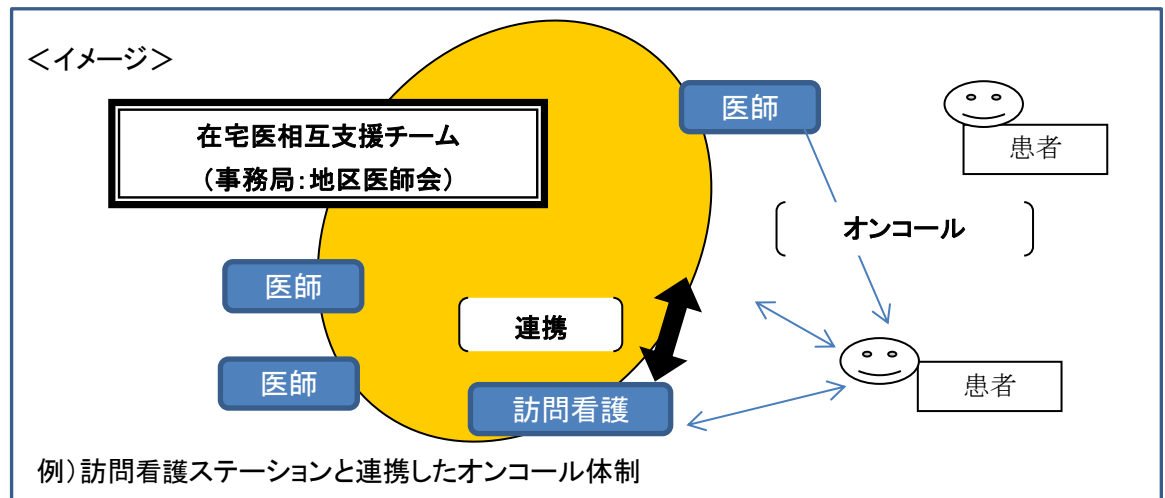 ＜イメージ＞
在宅医相互支援チーム
（事務局：地区医師会）
医師
患者
オンコール
医師
連携
医師
訪問看護
患者
例）訪問看護ステーションと連携したオンコール体制